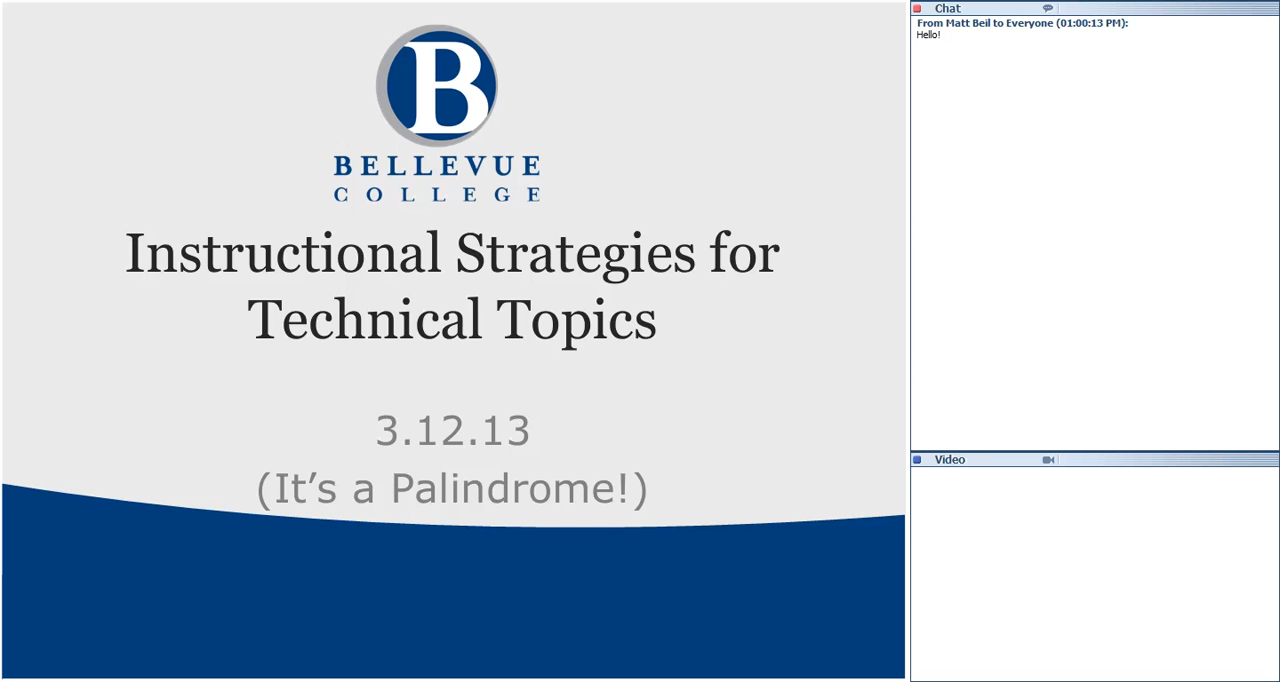 B
BELLEVUE
COLLEGE
Instructional Strategies for
Technical Topics
3.12.13
(It's a Palindrome!)
Chat
From Matt Beil to Everyone (01:00:13 PM):
Hello!
Video